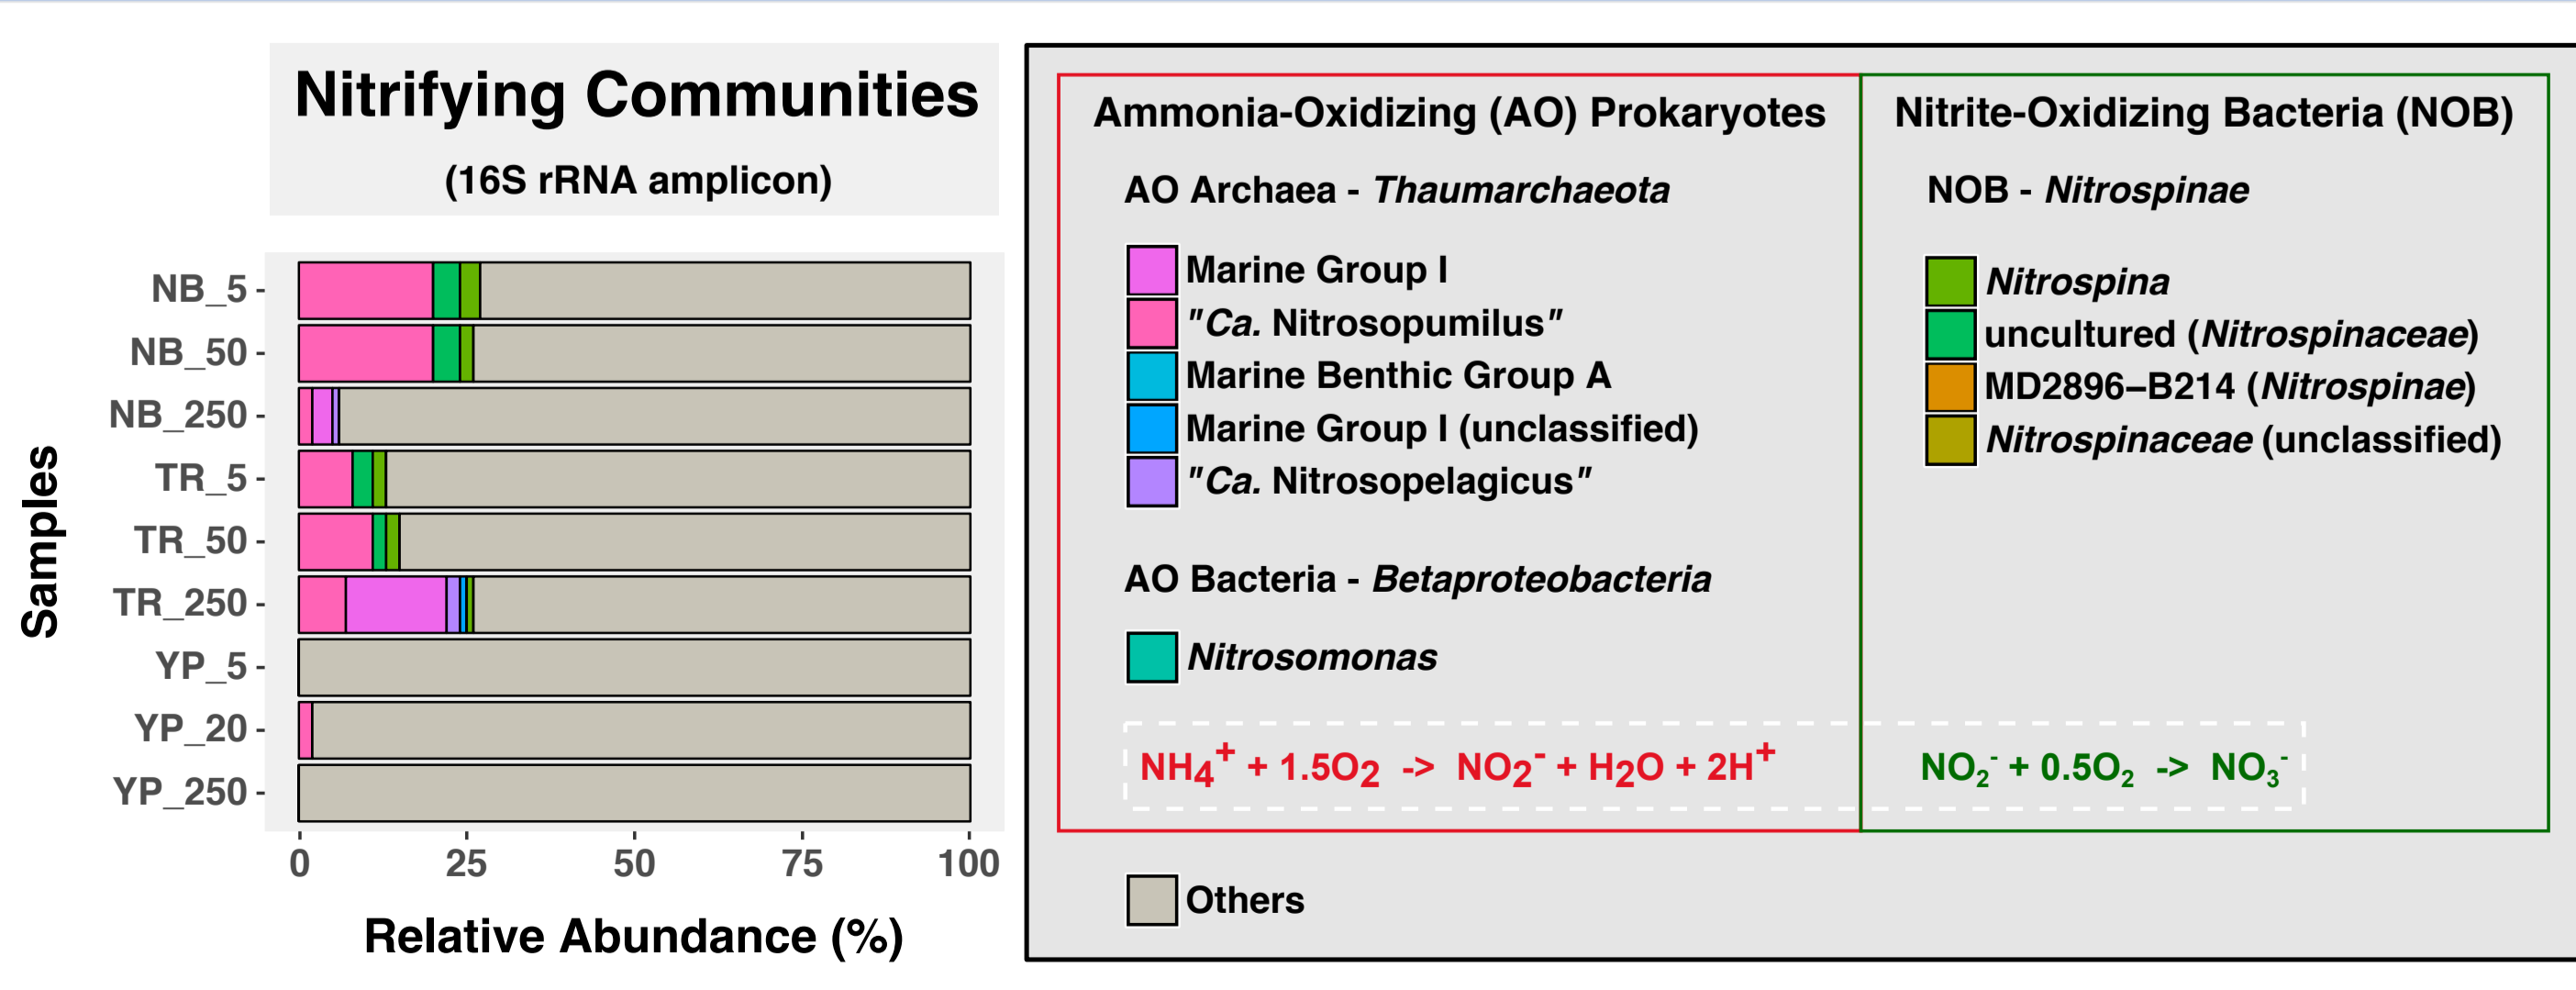 Nitrifying Communities
(16S rRNA amplicon)
Samples
NB_5
NB_50
NB_250
TR_5
TR_50
TR_250
YP_5
YP_20
YP_250
0 25 50 75 100
Relative Abundance (%)
Ammonia-Oxidizing (AO) Prokaryotes
AO Archaea - Thaumarchaeota
Marine Group I
"Ca. Nitrosopumilus"
Marine Benthic Group A
Marine Group I (unclassified)
"Ca. Nitrosopelagicus"
AO Bacteria - Betaproteobacteria
Nitrosomonas
NH4+ + 1.5O2 -> NO2- + H2O + 2H+
Nitrite-Oxidizing Bacteria (NOB)
NOB - Nitrospinae
Nitrospina
uncultured (Nitrospinaceae)
MD2896–B214 (Nitrospinae)
Nitrospinaceae (unclassified)
NO2- + 0.5O2 -> NO3-
Others